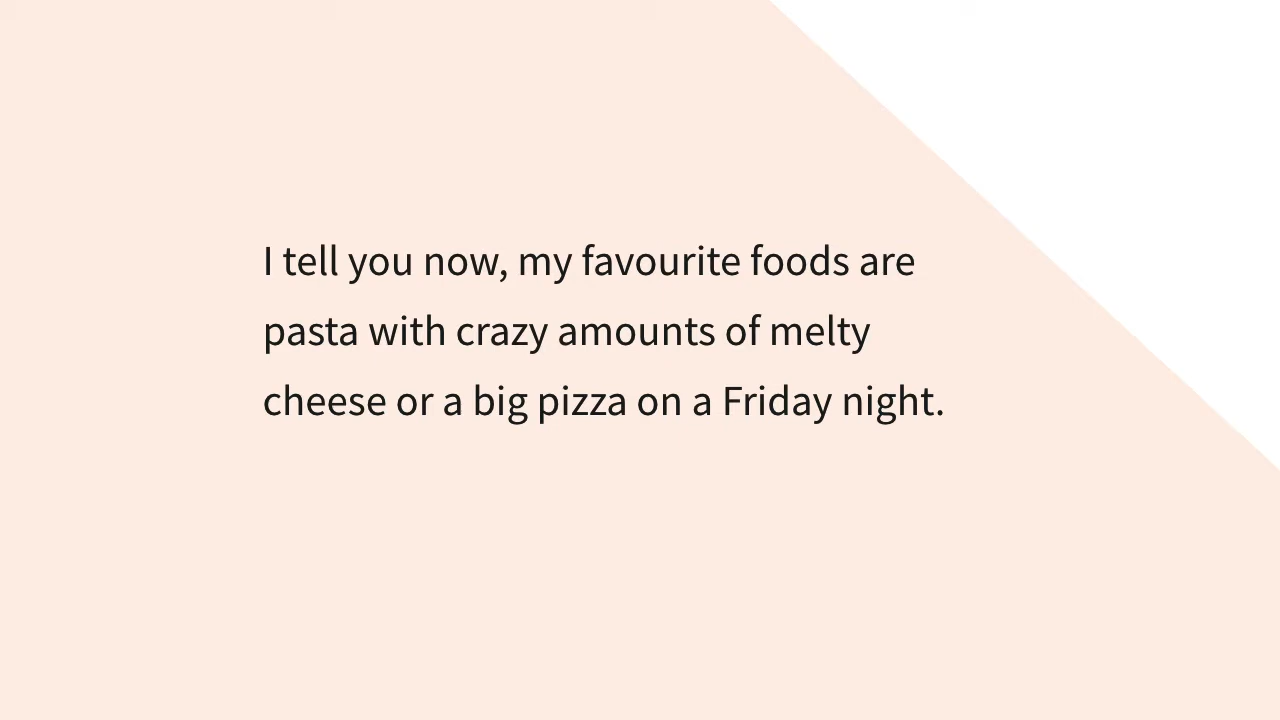 I tell you now, my favourite foods are
pasta with crazy amounts of melty
cheese or a big pizza on a Friday night.